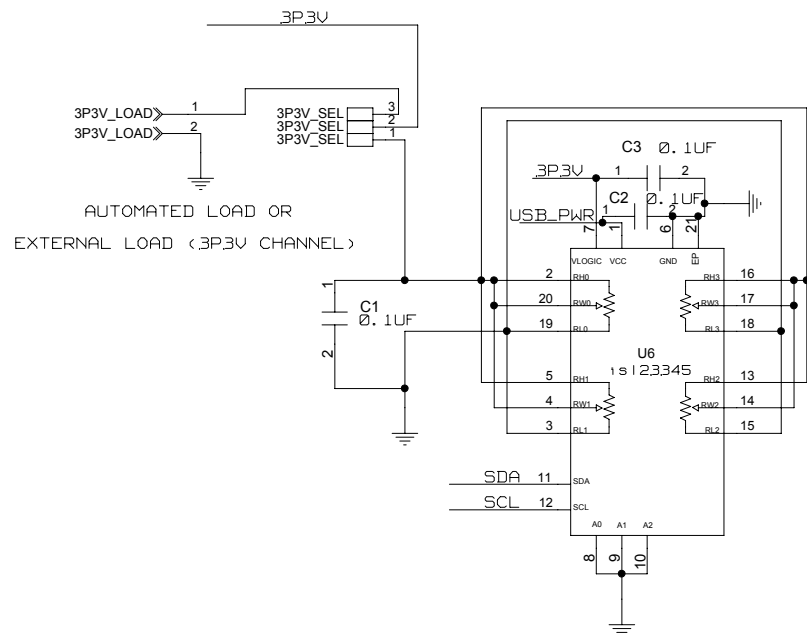 3P3V
3P3V_LOAD 1
3P3V_LOAD 2
3P3V_SEL 3
3P3V_SEL 2
3P3V_SEL 1
AUTOMATED LOAD OR
EXTERNAL LOAD (3P3V CHANNEL)
C3 0.1UF
3P3V 1 2
C2 0.1UF
USB_PWR 1 2
7 1 6 21
VLOGIC VCC GND EP
2 RH0 RH3 16
20 RW0 RW3 17
19 RL0 RL3 18
1
C1
0.1UF
2
U6
isl23345
5 RH1 RH2 13
4 RW1 RW2 14
3 RL1 RL2 15
SDA 11 SDA
SCL 12 SCL
A0 A1 A2
8 9 10